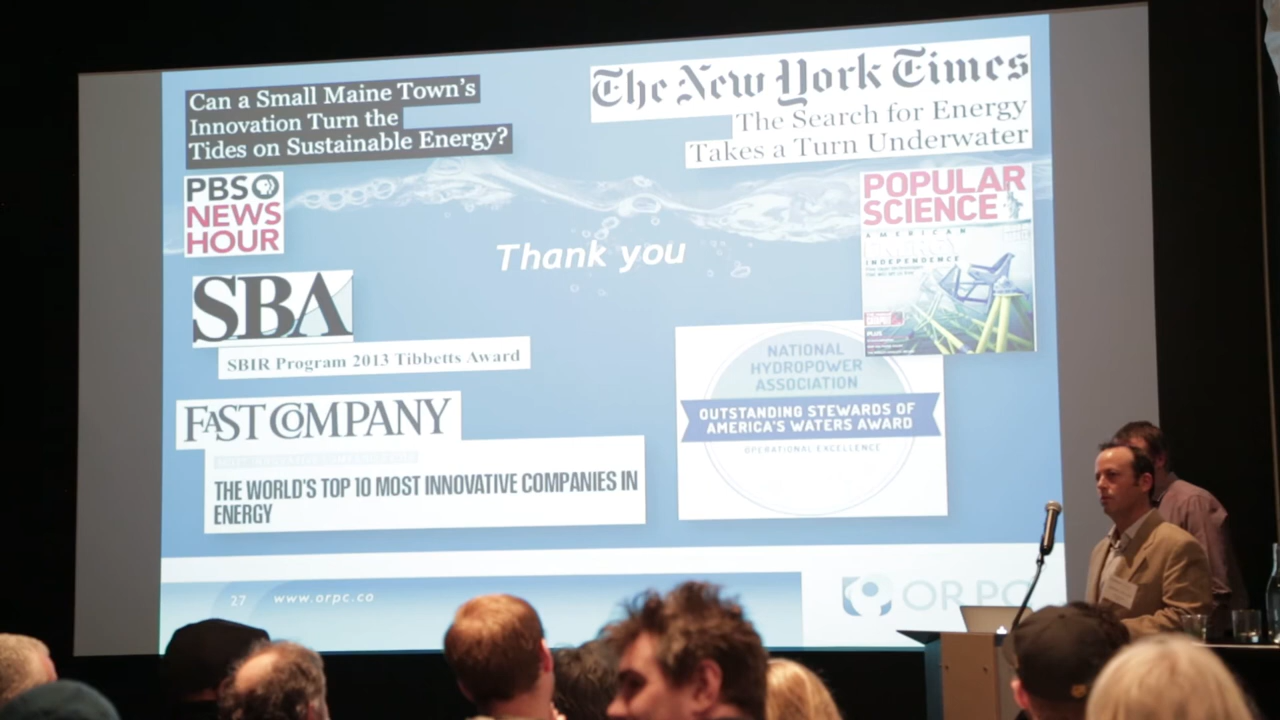 Can a Small Maine Town's
Innovation Turn the
Tides on Sustainable Energy?
The New York Times
The Search for Energy
Takes a Turn Underwater
PBS
NEWS
HOUR
POPULAR
SCIENCE
AMERICAN
ENERGY
INDEPENDENCE
Thank you
SBA
SBIR Program 2013 Tibbetts Award
NATIONAL
HYDROPOWER
ASSOCIATION
OUTSTANDING STEWARDS OF
AMERICA'S WATERS AWARD
OPERATIONAL EXCELLENCE
FAST COMPANY
THE WORLD'S TOP 10 MOST INNOVATIVE COMPANIES IN
ENERGY
27 www.orpc.co
ORPC